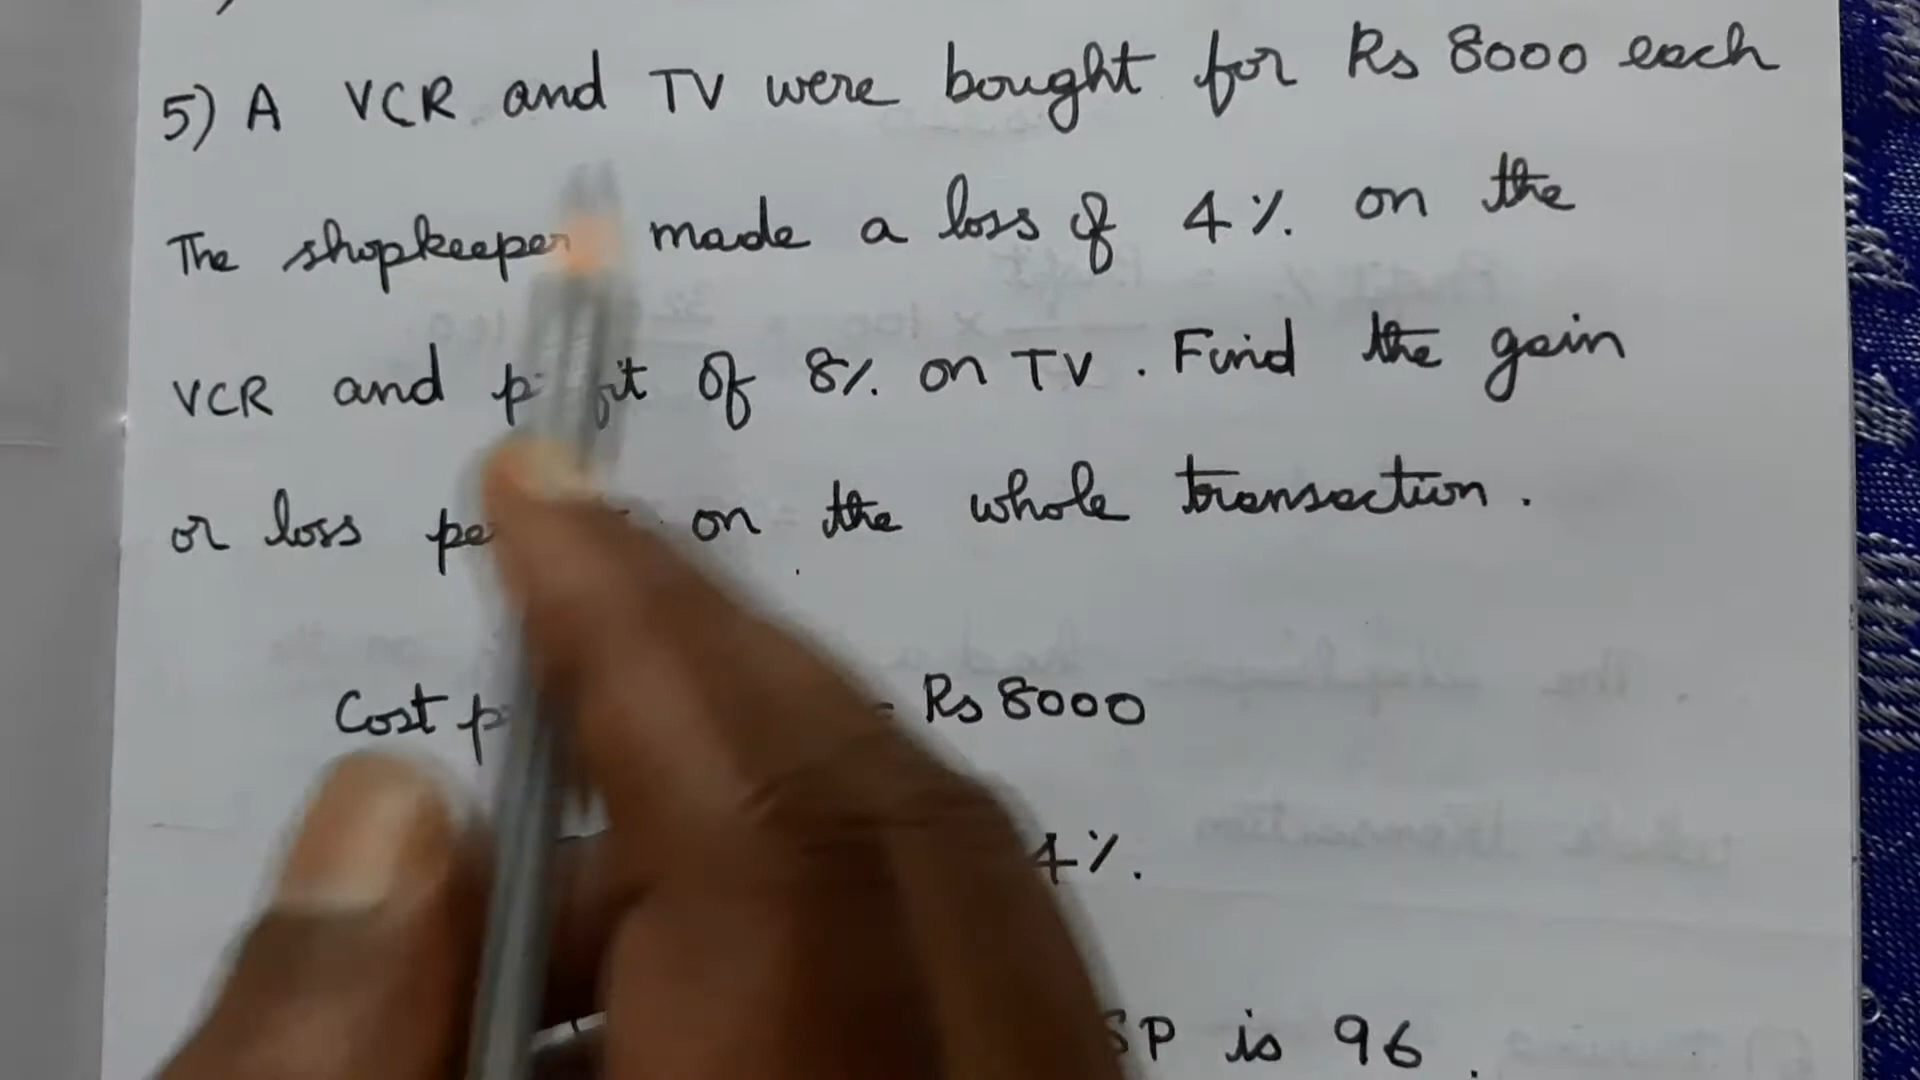 5) A VCR and TV were bought for Rs 8000 each
The shopkeeper made a loss of 4%. on the
VCR and of 8%. on TV. Find the gain
or loss on the whole transaction.
Cost = Rs 8000
4%.
SP is 96.